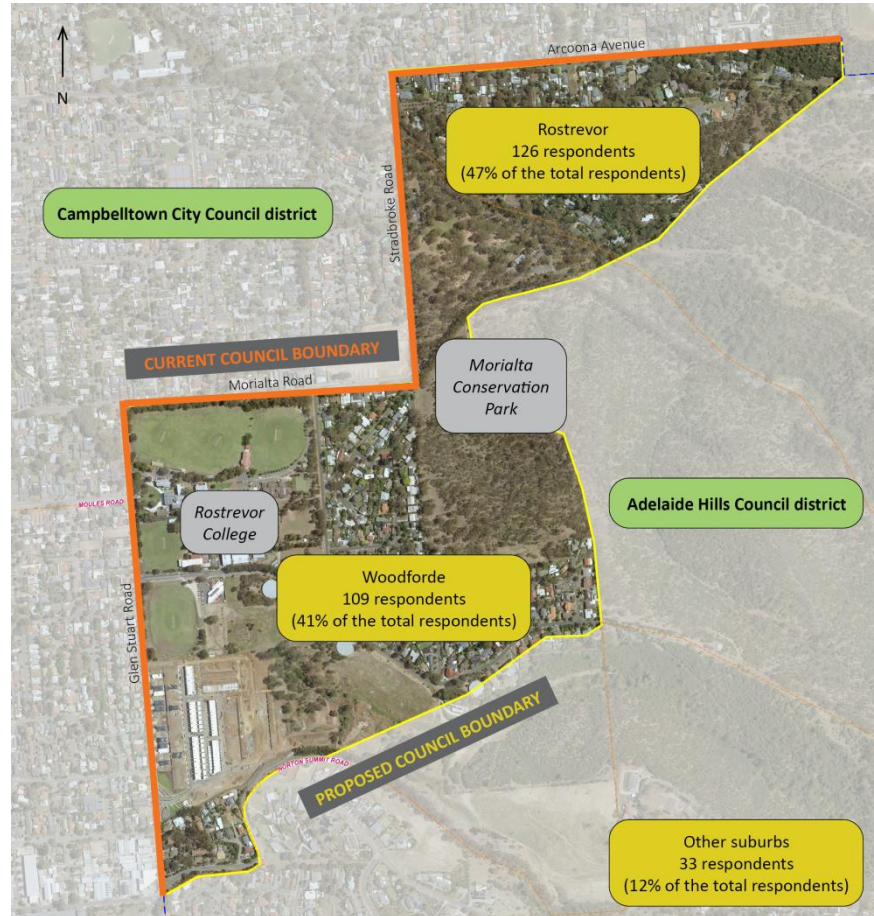 Arcoona Avenue
N
Rostrevor
126 respondents
(47% of the total respondents)
Campbelltown City Council district
Stradbroke Road
CURRENT COUNCIL BOUNDARY
Morialta Road
Morialta
Conservation
Park
MOULES ROAD
Rostrevor
College
Adelaide Hills Council district
Woodforde
109 respondents
(41% of the total respondents)
Glen Stuart Road
PROPOSED COUNCIL BOUNDARY
NORTON SUMMIT ROAD
Other suburbs
33 respondents
(12% of the total respondents)